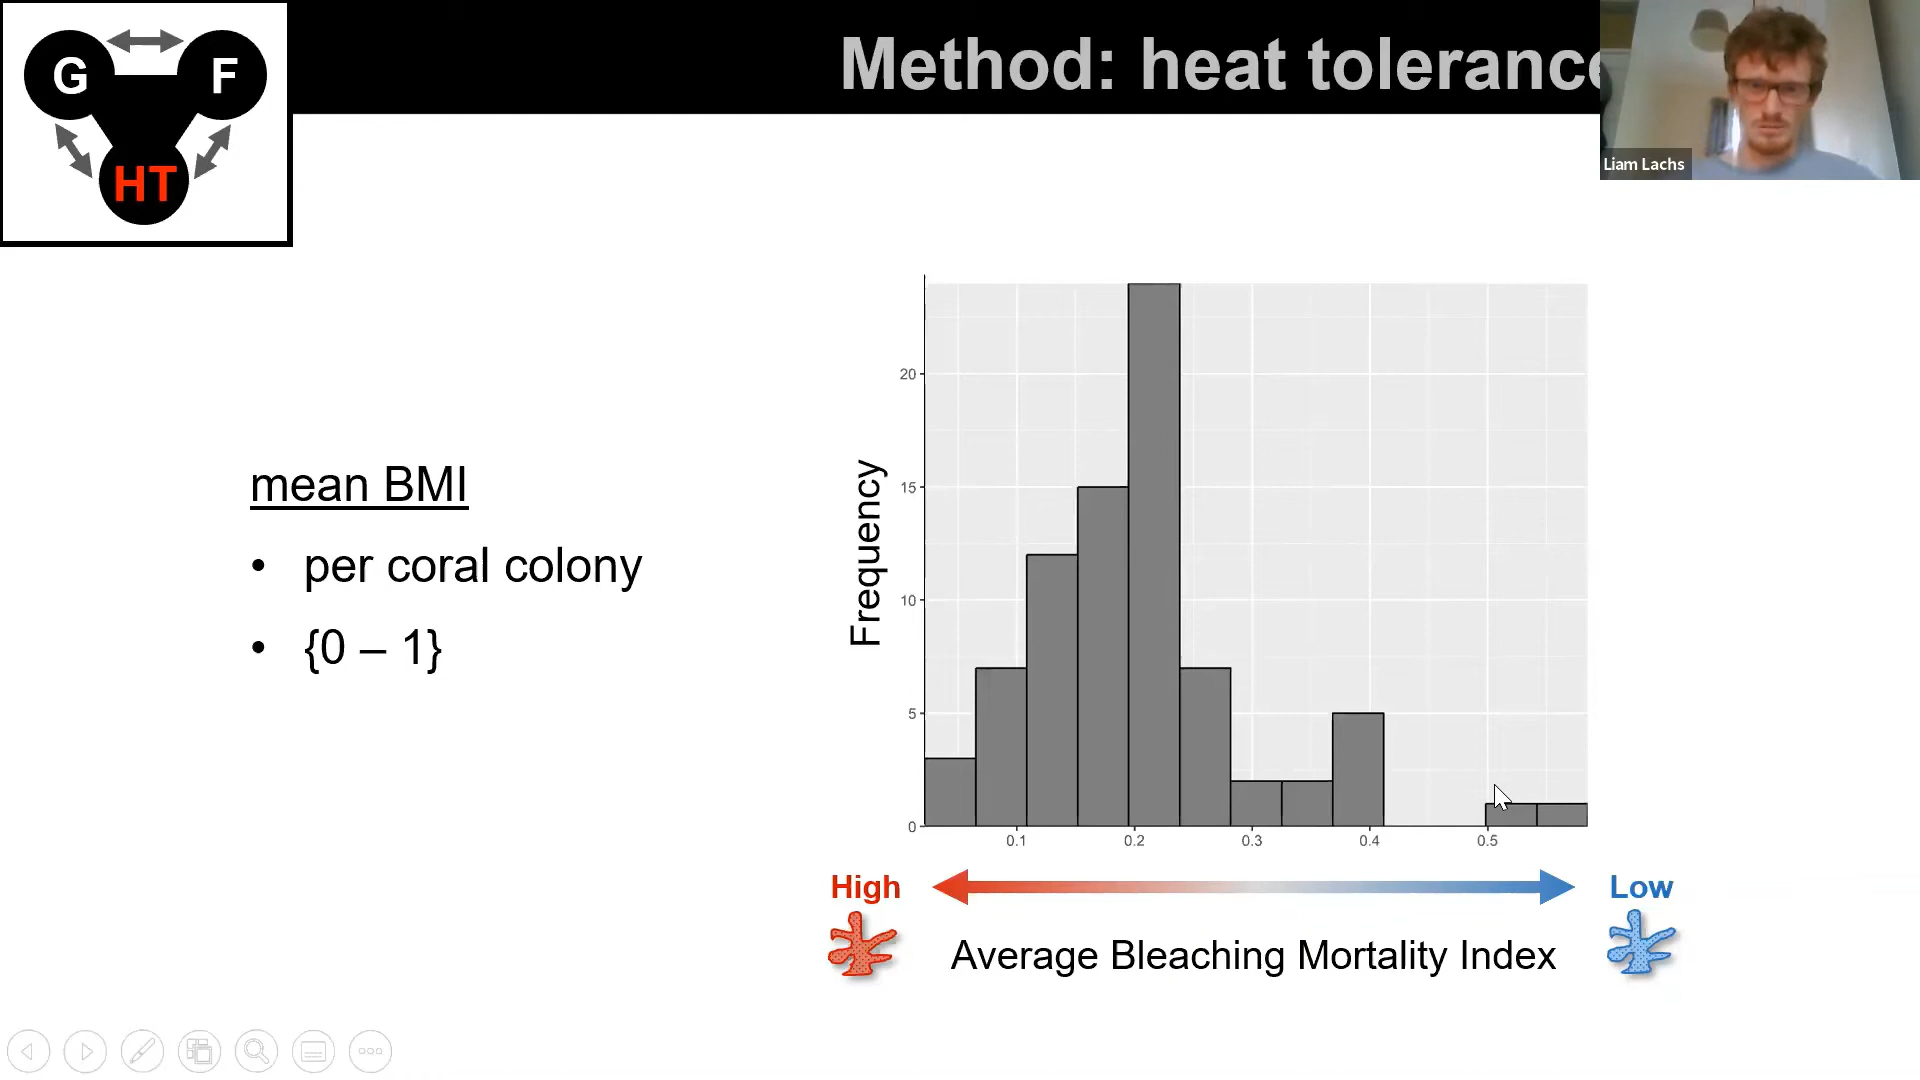 G F
HT
Method: heat tolerance
Liam Lachs
mean BMI
• per coral colony
• {0 – 1}
Frequency
20
15
10
5
0
0.1 0.2 0.3 0.4 0.5
High Low
Average Bleaching Mortality Index